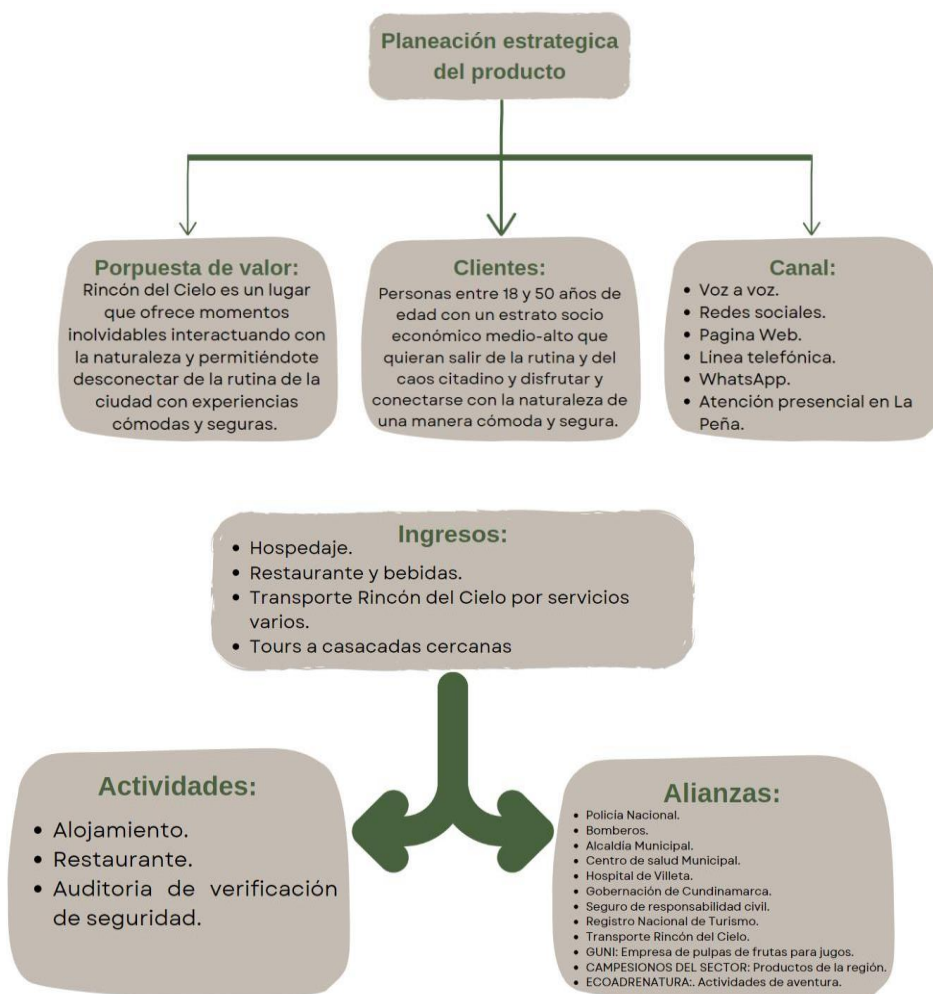 Planeación estrategica
del producto
Porpuesta de valor:
Rincón del Cielo es un lugar
que ofrece momentos
inolvidables interactuando con
la naturaleza y permitiéndote
desconectar de la rutina de la
ciudad con experiencias
cómodas y seguras.
Clientes:
Personas entre 18 y 50 años de
edad con un estrato socio
económico medio-alto que
quieran salir de la rutina y del
caos citadino y disfrutar y
conectarse con la naturaleza de
una manera cómoda y segura.
Canal:
• Voz a voz.
• Redes sociales.
• Pagina Web.
• Línea telefónica.
• WhatsApp.
• Atención presencial en La
Peña.
Ingresos:
• Hospedaje.
• Restaurante y bebidas.
• Transporte Rincón del Cielo por servicios
varios.
• Tours a casacadas cercanas
Actividades:
• Alojamiento.
• Restaurante.
• Auditoria de verificación
de seguridad.
Alianzas:
• Policía Nacional.
• Bomberos.
• Alcaldía Municipal.
• Centro de salud Municipal.
• Hospital de Villeta.
• Gobernación de Cundinamarca.
• Seguro de responsabilidad civil.
• Registro Nacional de Turismo.
• Transporte Rincón del Cielo.
• GUNI: Empresa de pulpas de frutas para jugos.
• CAMPESIONOS DEL SECTOR: Productos de la región.
• ECOADRENATURA:. Actividades de aventura.